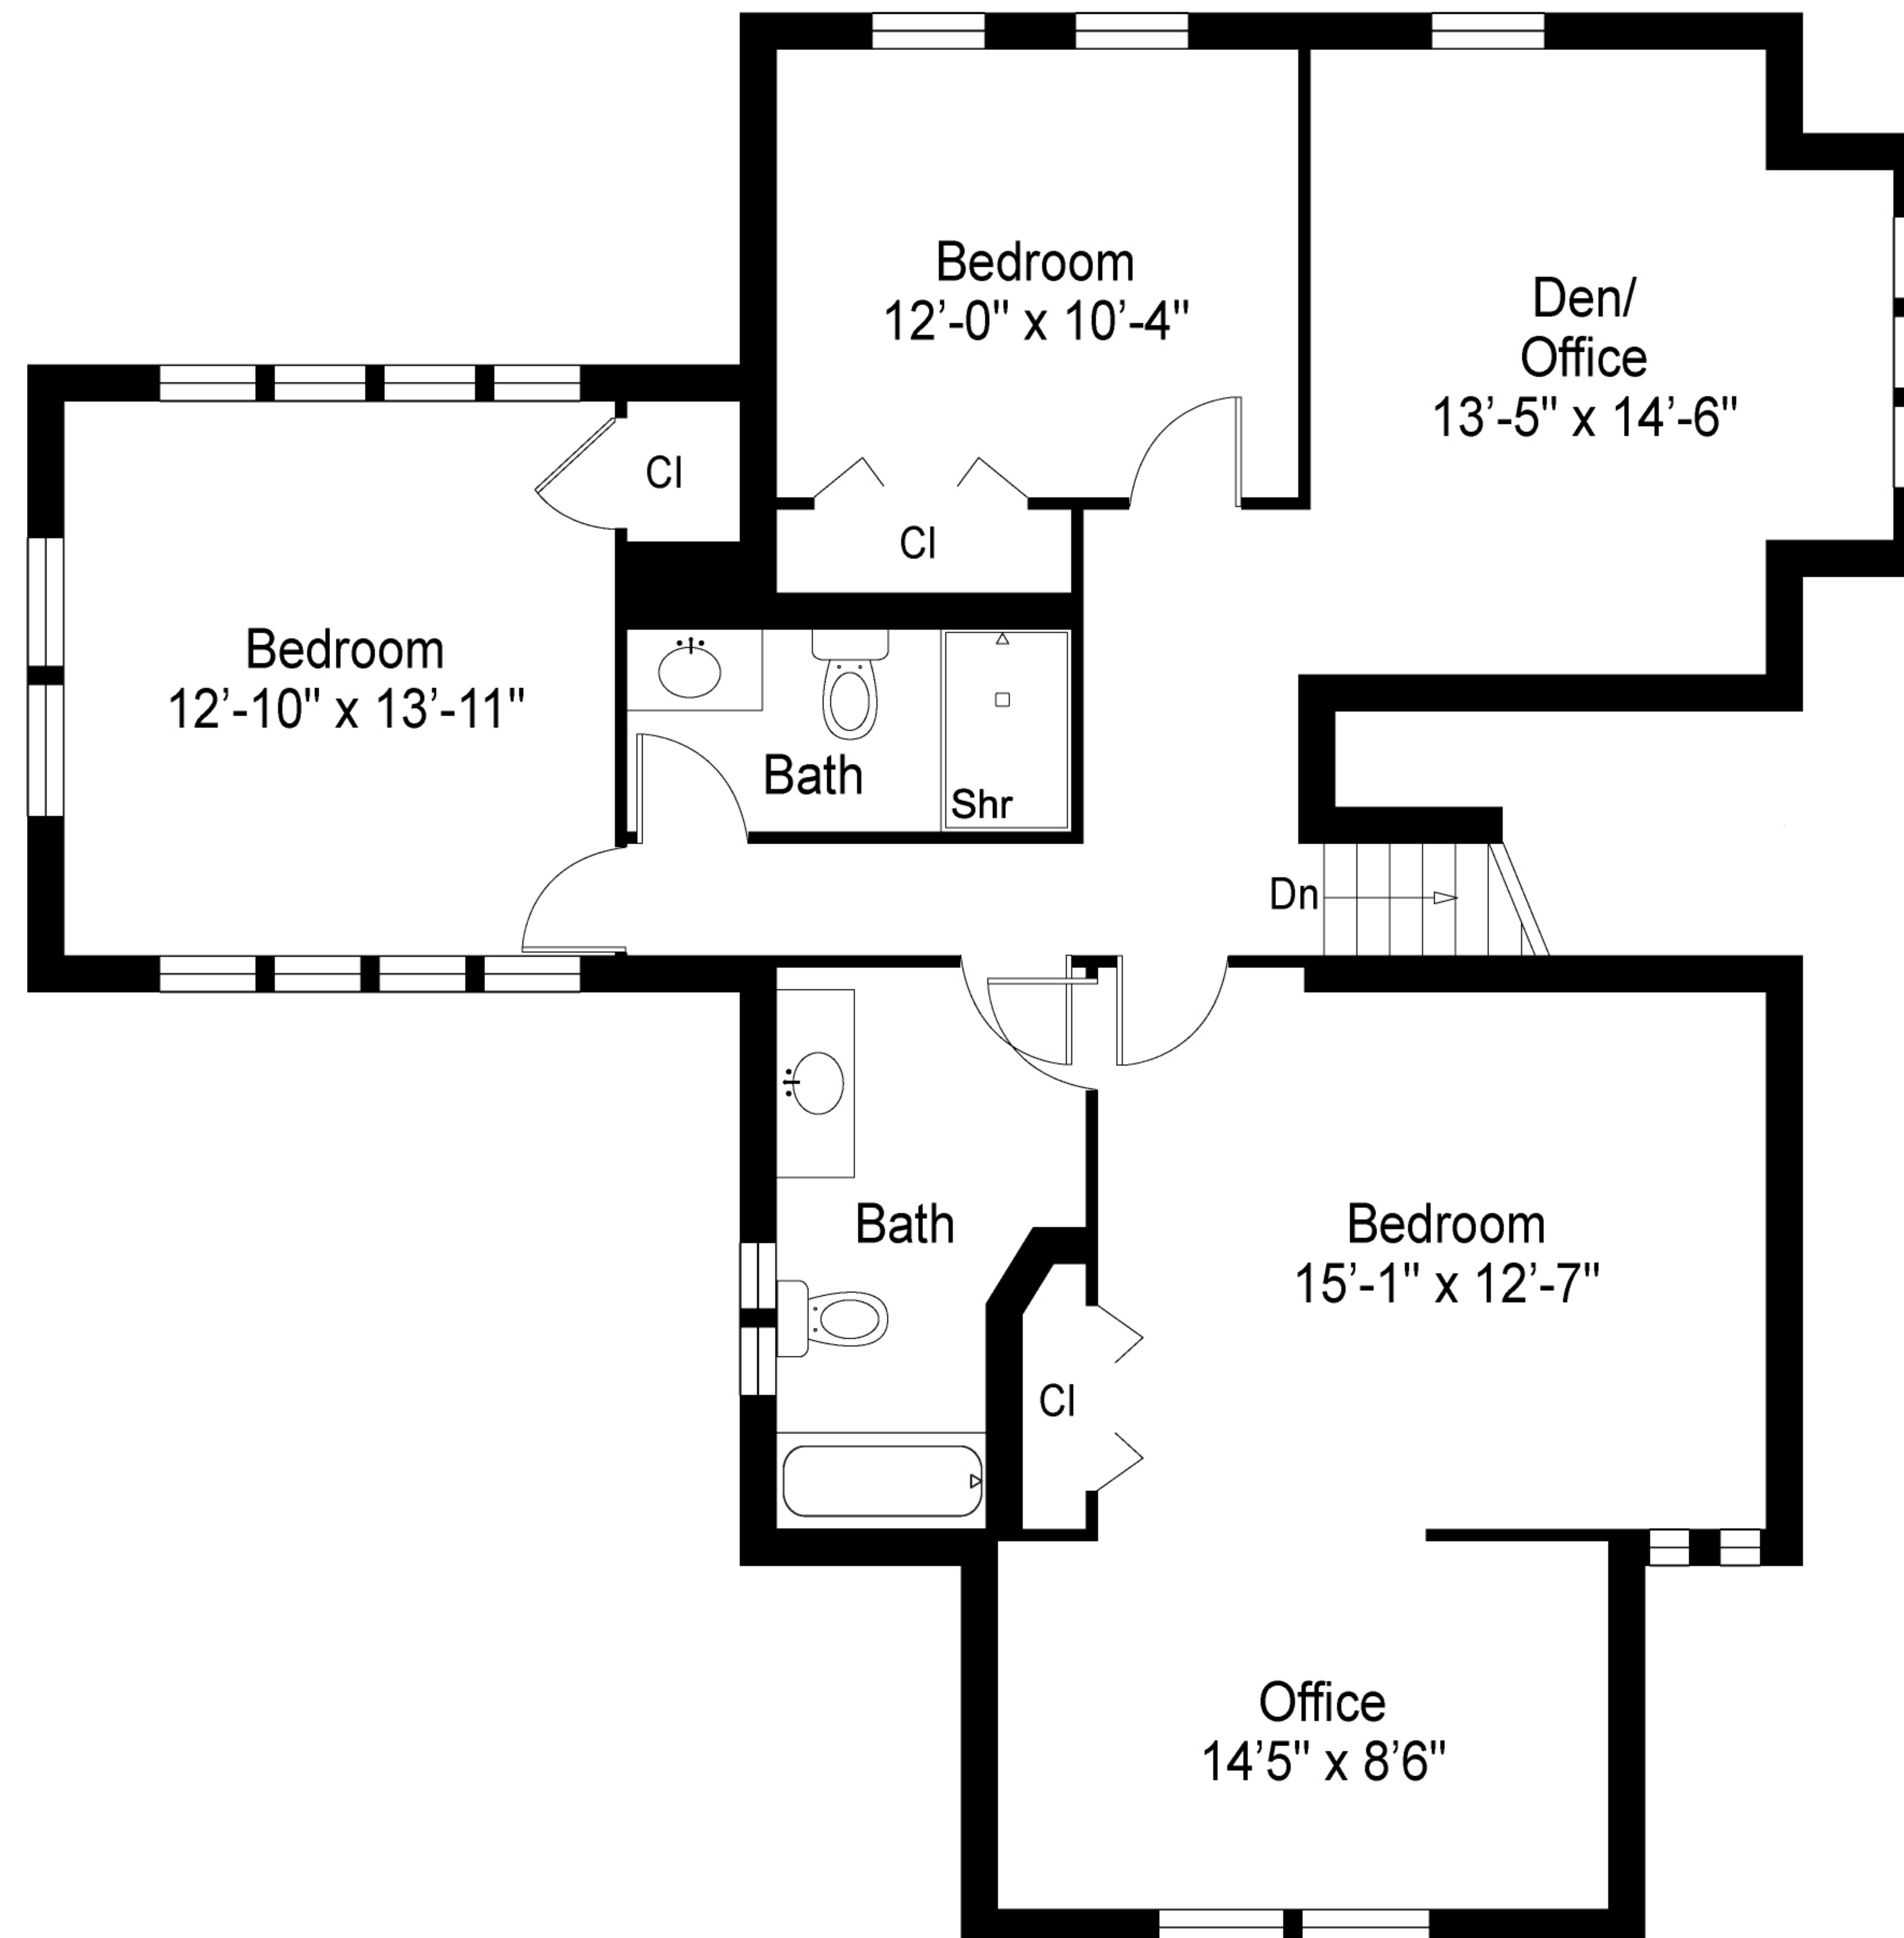 Bedroom
12'-0" x 10'-4"
Den/
Office
13'-5" x 14'-6"
Cl
Cl
Bedroom
12'-10" x 13'-11"
Bath
Shr
Dn
Bath
Bedroom
15'-1" x 12'-7"
Cl
Office
14'5" x 8'6"